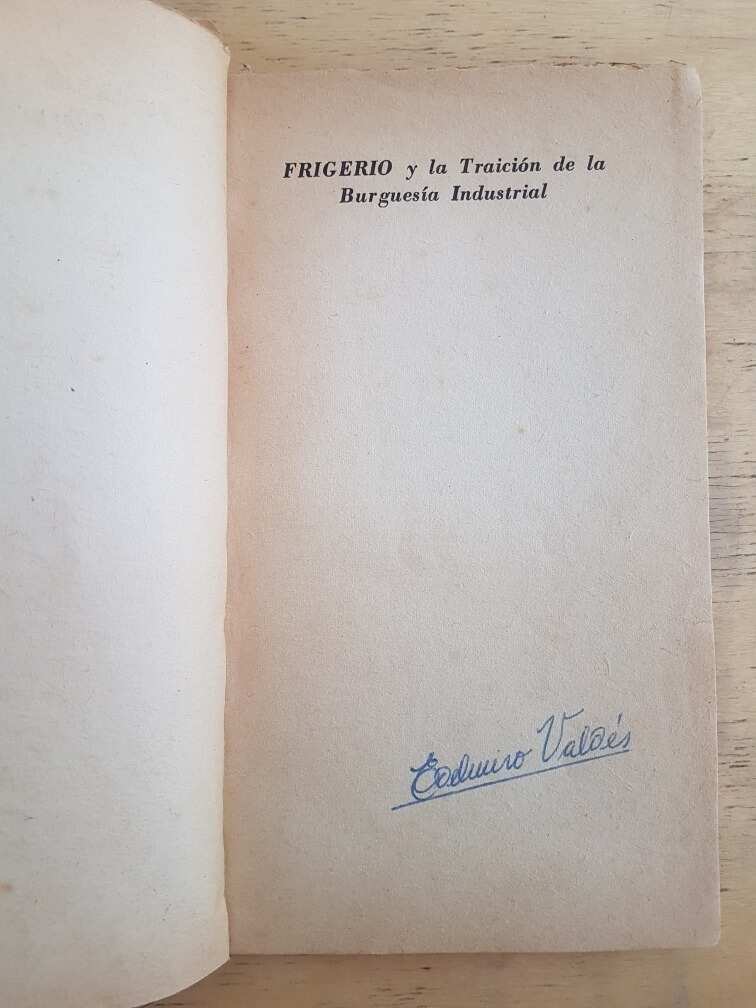 FRIGERIO y la Traición de la
Burguesía Industrial
Valdés